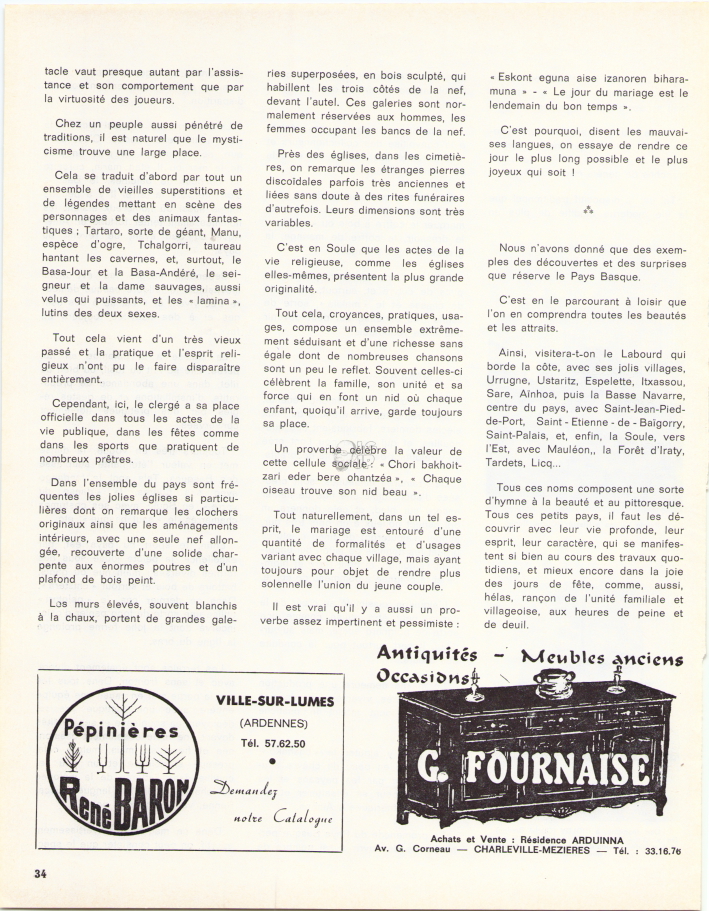 tacle vaut presque autant par l'assis-
tance et son comportement que par
la virtuosité des joueurs.
Chez un peuple aussi pénétré de
traditions, il est naturel que le mysti-
cisme trouve une large place.
Cela se traduit d'abord par tout un
ensemble de vieilles superstitions et
de légendes mettant en scène des
personnages et des animaux fantas-
tiques ; Tartaro, sorte de géant, Manu,
espèce d'ogre, Tchalgorri, taureau
hantant les cavernes, et, surtout, le
Basa-Jour et la Basa-Andéré, le sei-
gneur et la dame sauvages, aussi
velus qui puissants, et les « lamina »,
lutins des deux sexes.
Tout cela vient d'un très vieux
passé et la pratique et l'esprit reli-
gieux n'ont pu le faire disparaître
entièrement.
Cependant, ici, le clergé a sa place
officielle dans tous les actes de la
vie publique, dans les fêtes comme
dans les sports que pratiquent de
nombreux prêtres.
Dans l'ensemble du pays sont fré-
quentes les jolies églises si particu-
lières dont on remarque les clochers
originaux ainsi que les aménagements
intérieurs, avec une seule nef allon-
gée, recouverte d'une solide char-
pente aux énormes poutres et d'un
plafond de bois peint.
Les murs élevés, souvent blanchis
à la chaux, portent de grandes gale-
ries superposées, en bois sculpté, qui
habillent les trois côtés de la nef,
devant l'autel. Ces galeries sont nor-
malement réservées aux hommes, les
femmes occupant les bancs de la nef.
Près des églises, dans les cimetiè-
res, on remarque les étranges pierres
discoïdales parfois très anciennes et
liées sans doute à des rites funéraires
d'autrefois. Leurs dimensions sont très
variables.
C'est en Soule que les actes de la
vie religieuse, comme les églises
elles-mêmes, présentent la plus grande
originalité.
Tout cela, croyances, pratiques, usa-
ges, compose un ensemble extrême-
ment séduisant et d'une richesse sans
égale dont de nombreuses chansons
sont un peu le reflet. Souvent celles-ci
célèbrent la famille, son unité et sa
force qui en font un nid où chaque
enfant, quoiqu'il arrive, garde toujours
sa place.
Un proverbe célèbre la valeur de
cette cellule sociale : « Chori bakhoit-
zari eder bere ohantzéa », « Chaque
oiseau trouve son nid beau ».
Tout naturellement, dans un tel es-
prit, le mariage est entouré d'une
quantité de formalités et d'usages
variant avec chaque village, mais ayant
toujours pour objet de rendre plus
solennelle l'union du jeune couple.
Il est vrai qu'il y a aussi un pro-
verbe assez impertinent et pessimiste :
« Eskont eguna aise izanoren bihara-
muna » - « Le jour du mariage est le
lendemain du bon temps ».
C'est pourquoi, disent les mauvai-
ses langues, on essaye de rendre ce
jour le plus long possible et le plus
joyeux qui soit !
⁂
Nous n'avons donné que des exem-
ples des découvertes et des surprises
que réserve le Pays Basque.
C'est en le parcourant à loisir que
l'on en comprendra toutes les beautés
et les attraits.
Ainsi, visitera-t-on le Labourd qui
borde la côte, avec ses jolis villages,
Urrugne, Ustaritz, Espelette, Itxassou,
Sare, Aïnhoa, puis la Basse Navarre,
centre du pays, avec Saint-Jean-Pied-
de-Port, Saint - Etienne - de - Baïgorry,
Saint-Palais, et, enfin, la Soule, vers
l'Est, avec Mauléon,, la Forêt d'Iraty,
Tardets, Licq...
Tous ces noms composent une sorte
d'hymne à la beauté et au pittoresque.
Tous ces petits pays, il faut les dé-
couvrir avec leur vie profonde, leur
esprit, leur caractère, qui se manifes-
tent si bien au cours des travaux quo-
tidiens, et mieux encore dans la joie
des jours de fête, comme, aussi,
hélas, rançon de l'unité familiale et
villageoise, aux heures de peine et
de deuil.
Pépinières
René BARON
VILLE-SUR-LUMES
(ARDENNES)
Tél. 57.62.50
●
Demandez
notre Catalogue
Antiquités - Meubles anciens
Occasions
G. FOURNAISE
Achats et Vente : Résidence ARDUINNA
Av. G. Corneau — CHARLEVILLE-MEZIERES — Tél. : 33.16.76
34